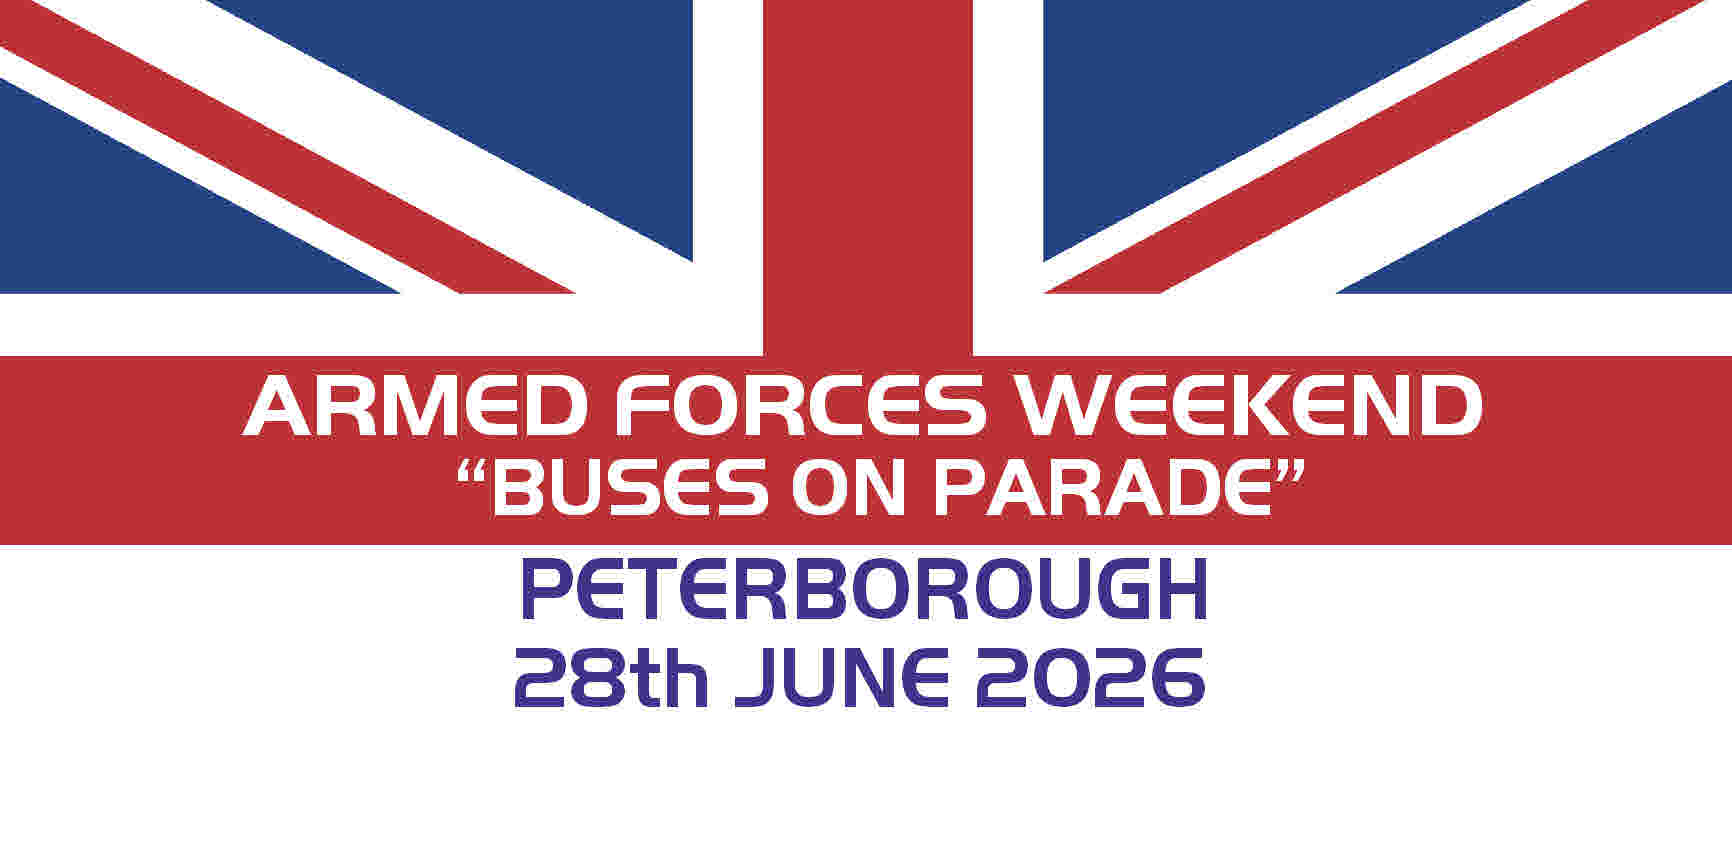 ARMED FORCES WEEKEND
“BUSES ON PARADE”
PETERBOROUGH
28th JUNE 2026